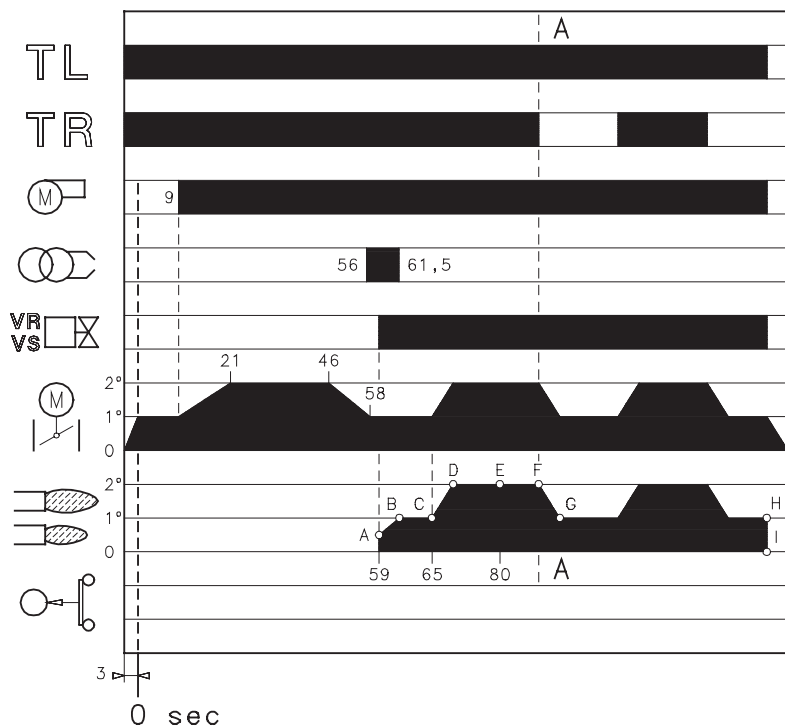 A
TL
TR
M
9
56 61,5
VR
VS
21 46
M
2°
58
1°
0
D E F
2°
B C G H
1°
A I
0
59 65 80 A
3
0 sec